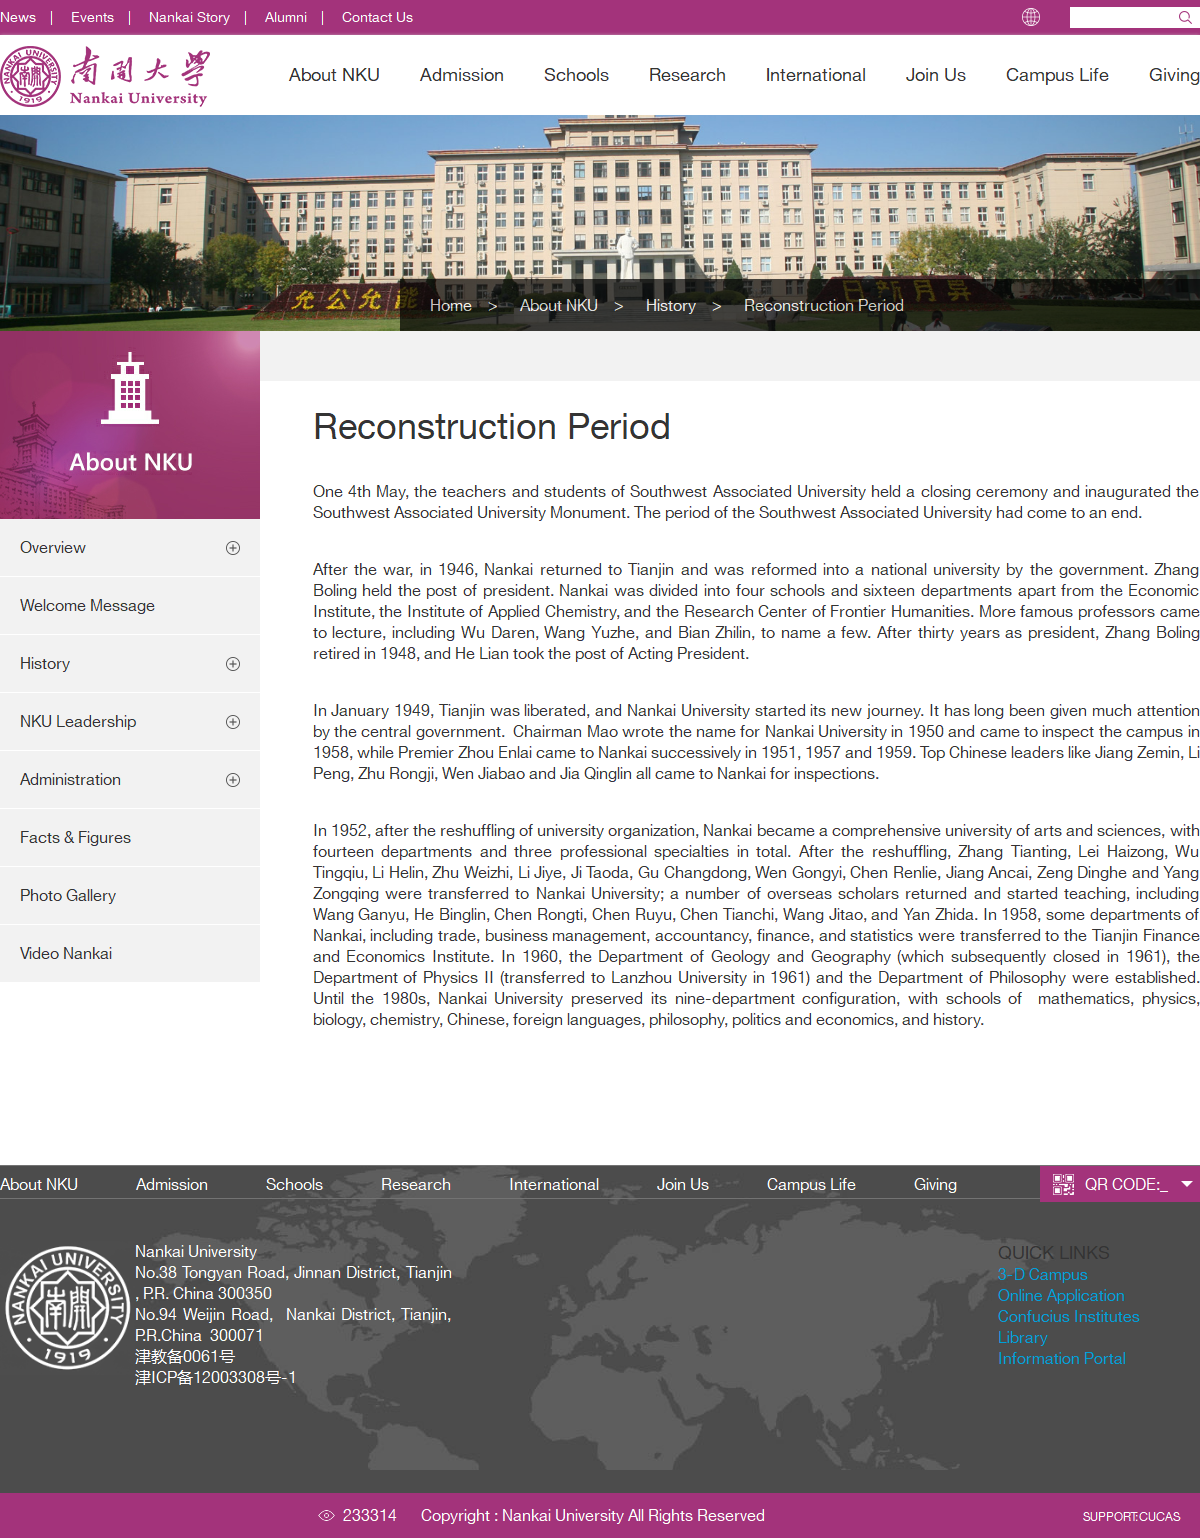 News | Events | Nankai Story | Alumni | Contact Us
NANKAI UNIVERSITY
南開
1919
南開大學
Nankai University
About NKU Admission Schools Research International Join Us Campus Life Giving
允公允能
日新月异
Home > About NKU > History > Reconstruction Period
About NKU
Overview
Welcome Message
History
NKU Leadership
Administration
Facts & Figures
Photo Gallery
Video Nankai
Reconstruction Period
One 4th May, the teachers and students of Southwest Associated University held a closing ceremony and inaugurated the
Southwest Associated University Monument. The period of the Southwest Associated University had come to an end.
After the war, in 1946, Nankai returned to Tianjin and was reformed into a national university by the government. Zhang
Boling held the post of president. Nankai was divided into four schools and sixteen departments apart from the Economic
Institute, the Institute of Applied Chemistry, and the Research Center of Frontier Humanities. More famous professors came
to lecture, including Wu Daren, Wang Yuzhe, and Bian Zhilin, to name a few. After thirty years as president, Zhang Boling
retired in 1948, and He Lian took the post of Acting President.
In January 1949, Tianjin was liberated, and Nankai University started its new journey. It has long been given much attention
by the central government. Chairman Mao wrote the name for Nankai University in 1950 and came to inspect the campus in
1958, while Premier Zhou Enlai came to Nankai successively in 1951, 1957 and 1959. Top Chinese leaders like Jiang Zemin, Li
Peng, Zhu Rongji, Wen Jiabao and Jia Qinglin all came to Nankai for inspections.
In 1952, after the reshuffling of university organization, Nankai became a comprehensive university of arts and sciences, with
fourteen departments and three professional specialties in total. After the reshuffling, Zhang Tianting, Lei Haizong, Wu
Tingqiu, Li Helin, Zhu Weizhi, Li Jiye, Ji Taoda, Gu Changdong, Wen Gongyi, Chen Renlie, Jiang Ancai, Zeng Dinghe and Yang
Zongqing were transferred to Nankai University; a number of overseas scholars returned and started teaching, including
Wang Ganyu, He Binglin, Chen Rongti, Chen Ruyu, Chen Tianchi, Wang Jitao, and Yan Zhida. In 1958, some departments of
Nankai, including trade, business management, accountancy, finance, and statistics were transferred to the Tianjin Finance
and Economics Institute. In 1960, the Department of Geology and Geography (which subsequently closed in 1961), the
Department of Physics II (transferred to Lanzhou University in 1961) and the Department of Philosophy were established.
Until the 1980s, Nankai University preserved its nine-department configuration, with schools of mathematics, physics,
biology, chemistry, Chinese, foreign languages, philosophy, politics and economics, and history.
About NKU Admission Schools Research International Join Us Campus Life Giving QR CODE:_
NANKAI UNIVERSITY
南開
1919
Nankai University
No.38 Tongyan Road, Jinnan District, Tianjin
, P.R. China 300350
No.94 Weijin Road, Nankai District, Tianjin,
P.R.China 300071
津教备0061号
津ICP备12003308号-1
QUICK LINKS
3-D Campus
Online Application
Confucius Institutes
Library
Information Portal
233314 Copyright : Nankai University All Rights Reserved
SUPPORT:CUCAS